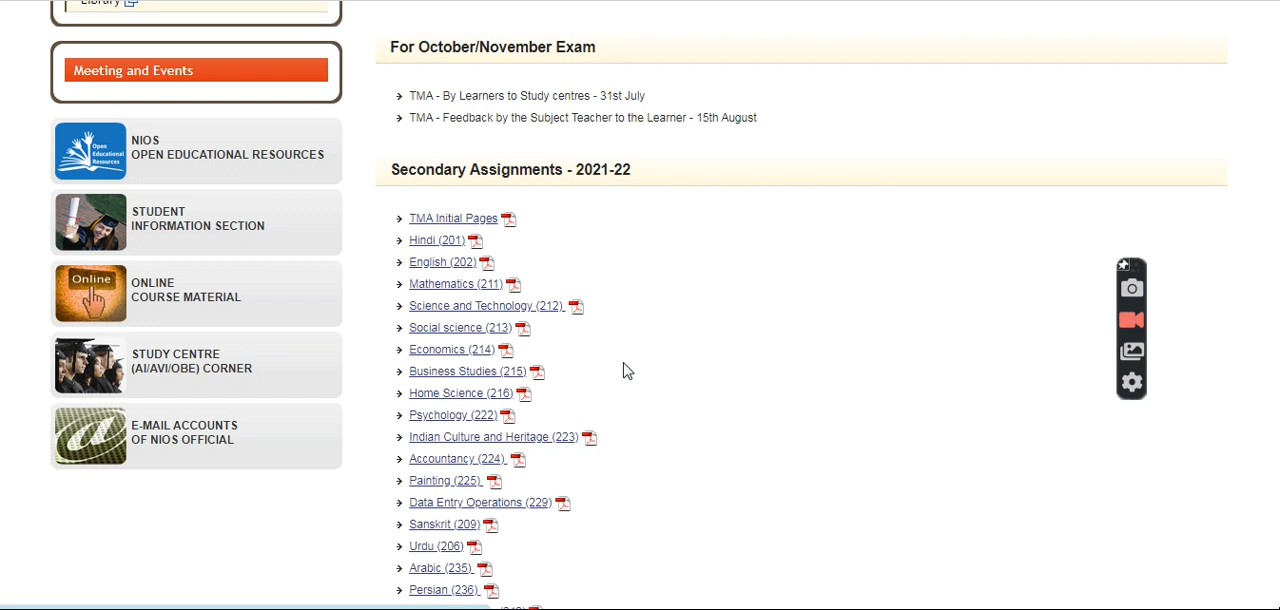 Library
Meeting and Events
Open
Educational
Resources
NIOS
OPEN EDUCATIONAL RESOURCES
STUDENT
INFORMATION SECTION
Online
ONLINE
COURSE MATERIAL
STUDY CENTRE
(AI/AVI/OBE) CORNER
@
E-MAIL ACCOUNTS
OF NIOS OFFICIAL
For October/November Exam
TMA - By Learners to Study centres - 31st July
TMA - Feedback by the Subject Teacher to the Learner - 15th August
Secondary Assignments - 2021-22
TMA Initial Pages
Hindi (201)
English (202)
Mathematics (211)
Science and Technology (212)
Social science (213)
Economics (214)
Business Studies (215)
Home Science (216)
Psychology (222)
Indian Culture and Heritage (223)
Accountancy (224)
Painting (225)
Data Entry Operations (229)
Sanskrit (209)
Urdu (206)
Arabic (235)
Persian (236)